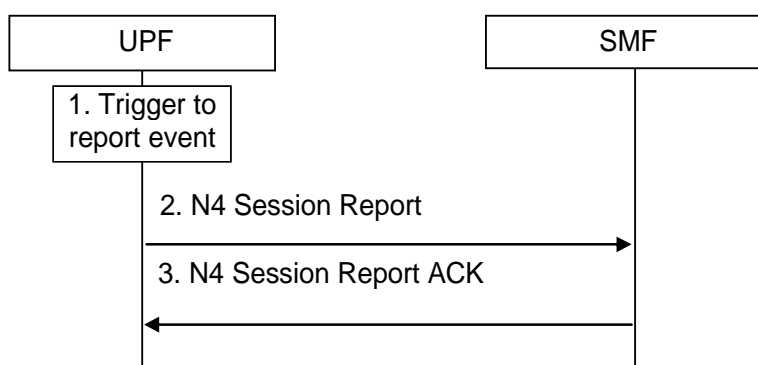 UPF
SMF
1. Trigger to
report event
2. N4 Session Report
3. N4 Session Report ACK